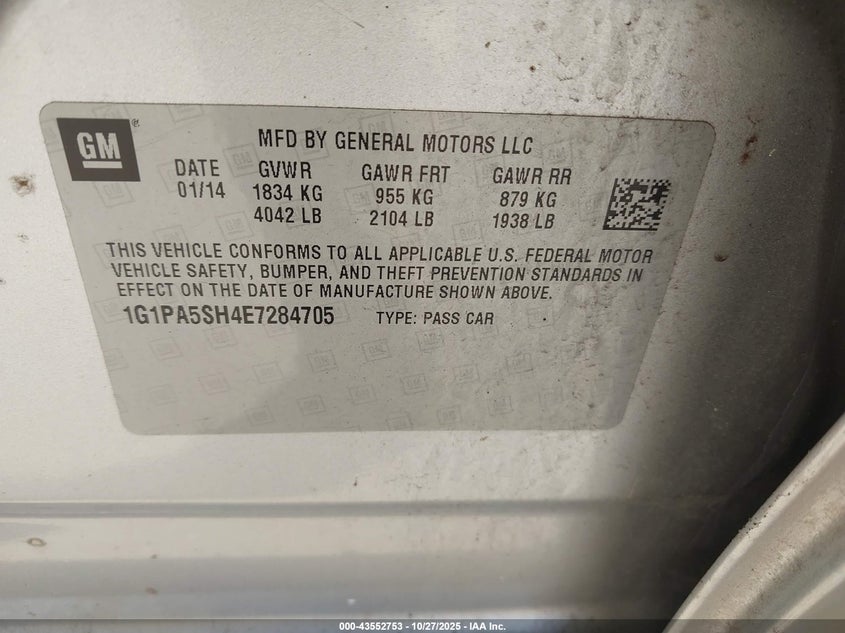 GM®
MFD BY GENERAL MOTORS LLC
DATE GVWR GAWR FRT GAWR RR
01/14 1834 KG 955 KG 879 KG
4042 LB 2104 LB 1938 LB
THIS VEHICLE CONFORMS TO ALL APPLICABLE U.S. FEDERAL MOTOR
VEHICLE SAFETY, BUMPER, AND THEFT PREVENTION STANDARDS IN
EFFECT ON THE DATE OF MANUFACTURE SHOWN ABOVE.
1G1PA5SH4E7284705 TYPE: PASS CAR
000-43552753 - 10/27/2025 - IAA Inc.